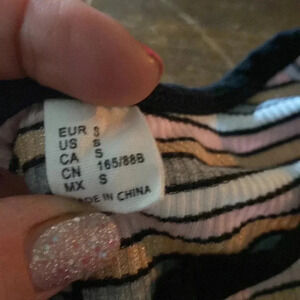 EUR S
US S
CA S
CN 165/88B
MX S
MADE IN CHINA